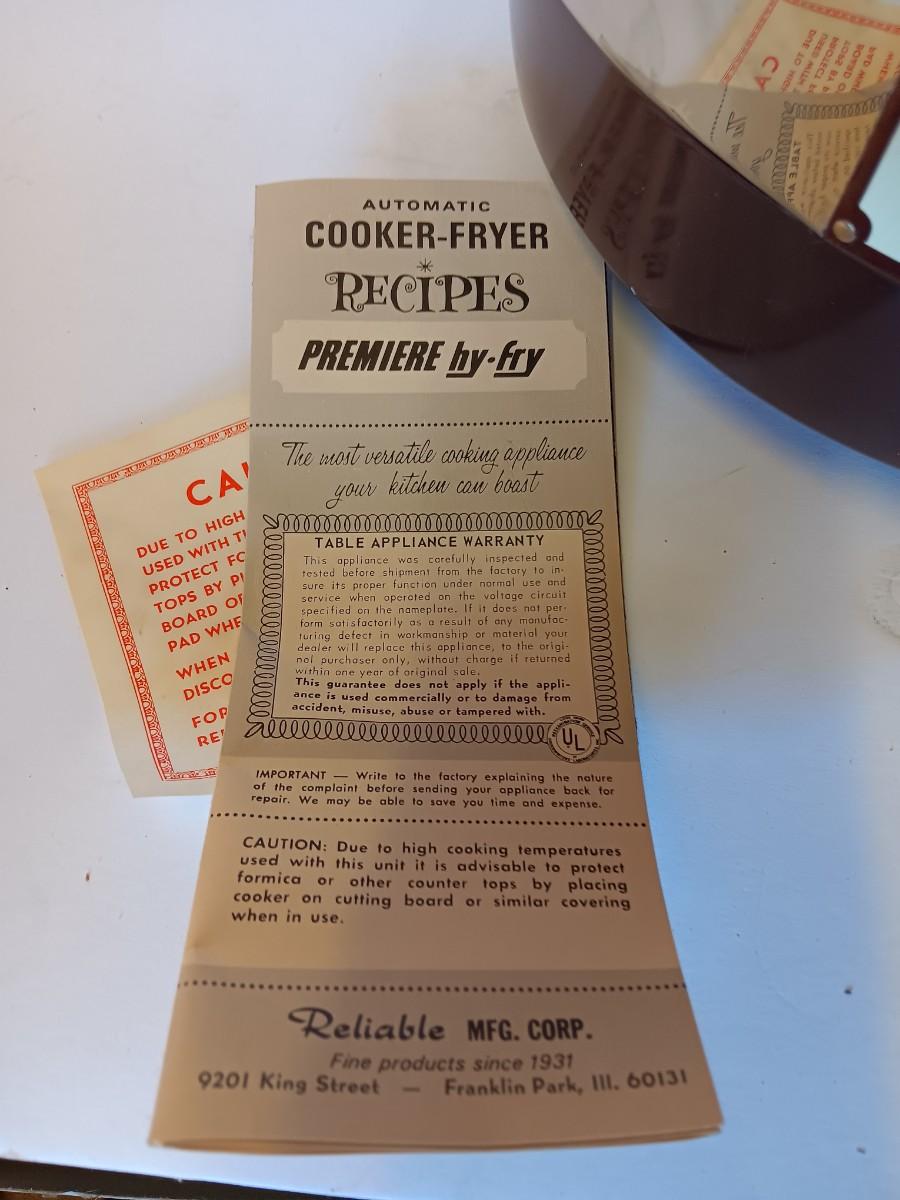 AUTOMATIC
COOKER-FRYER
RECIPES
PREMIERE hy-fry
The most versatile cooking appliance
your kitchen can boast
TABLE APPLIANCE WARRANTY
This appliance was carefully inspected and
tested before shipment from the factory to in-
sure its proper function under normal use and
service when operated on the voltage circuit
specified on the nameplate. If it does not per-
form satisfactorily as a result of any manufac-
turing defect in workmanship or material your
dealer will replace this appliance, to the origi-
nal purchaser only, without charge if returned
within one year of original sale.
This guarantee does not apply if the appli-
ance is used commercially or to damage from
accident, misuse, abuse or tampered with.
UL
IMPORTANT — Write to the factory explaining the nature
of the complaint before sending your appliance back for
repair. We may be able to save you time and expense.
CAUTION: Due to high cooking temperatures
used with this unit it is advisable to protect
formica or other counter tops by placing
cooker on cutting board or similar covering
when in use.
Reliable MFG. CORP.
Fine products since 1931
9201 King Street — Franklin Park, Ill. 60131
DUE TO HIGH
USED WITH
PROTECT
TOPS BY
BOARD
PAD
WHEN
FOR